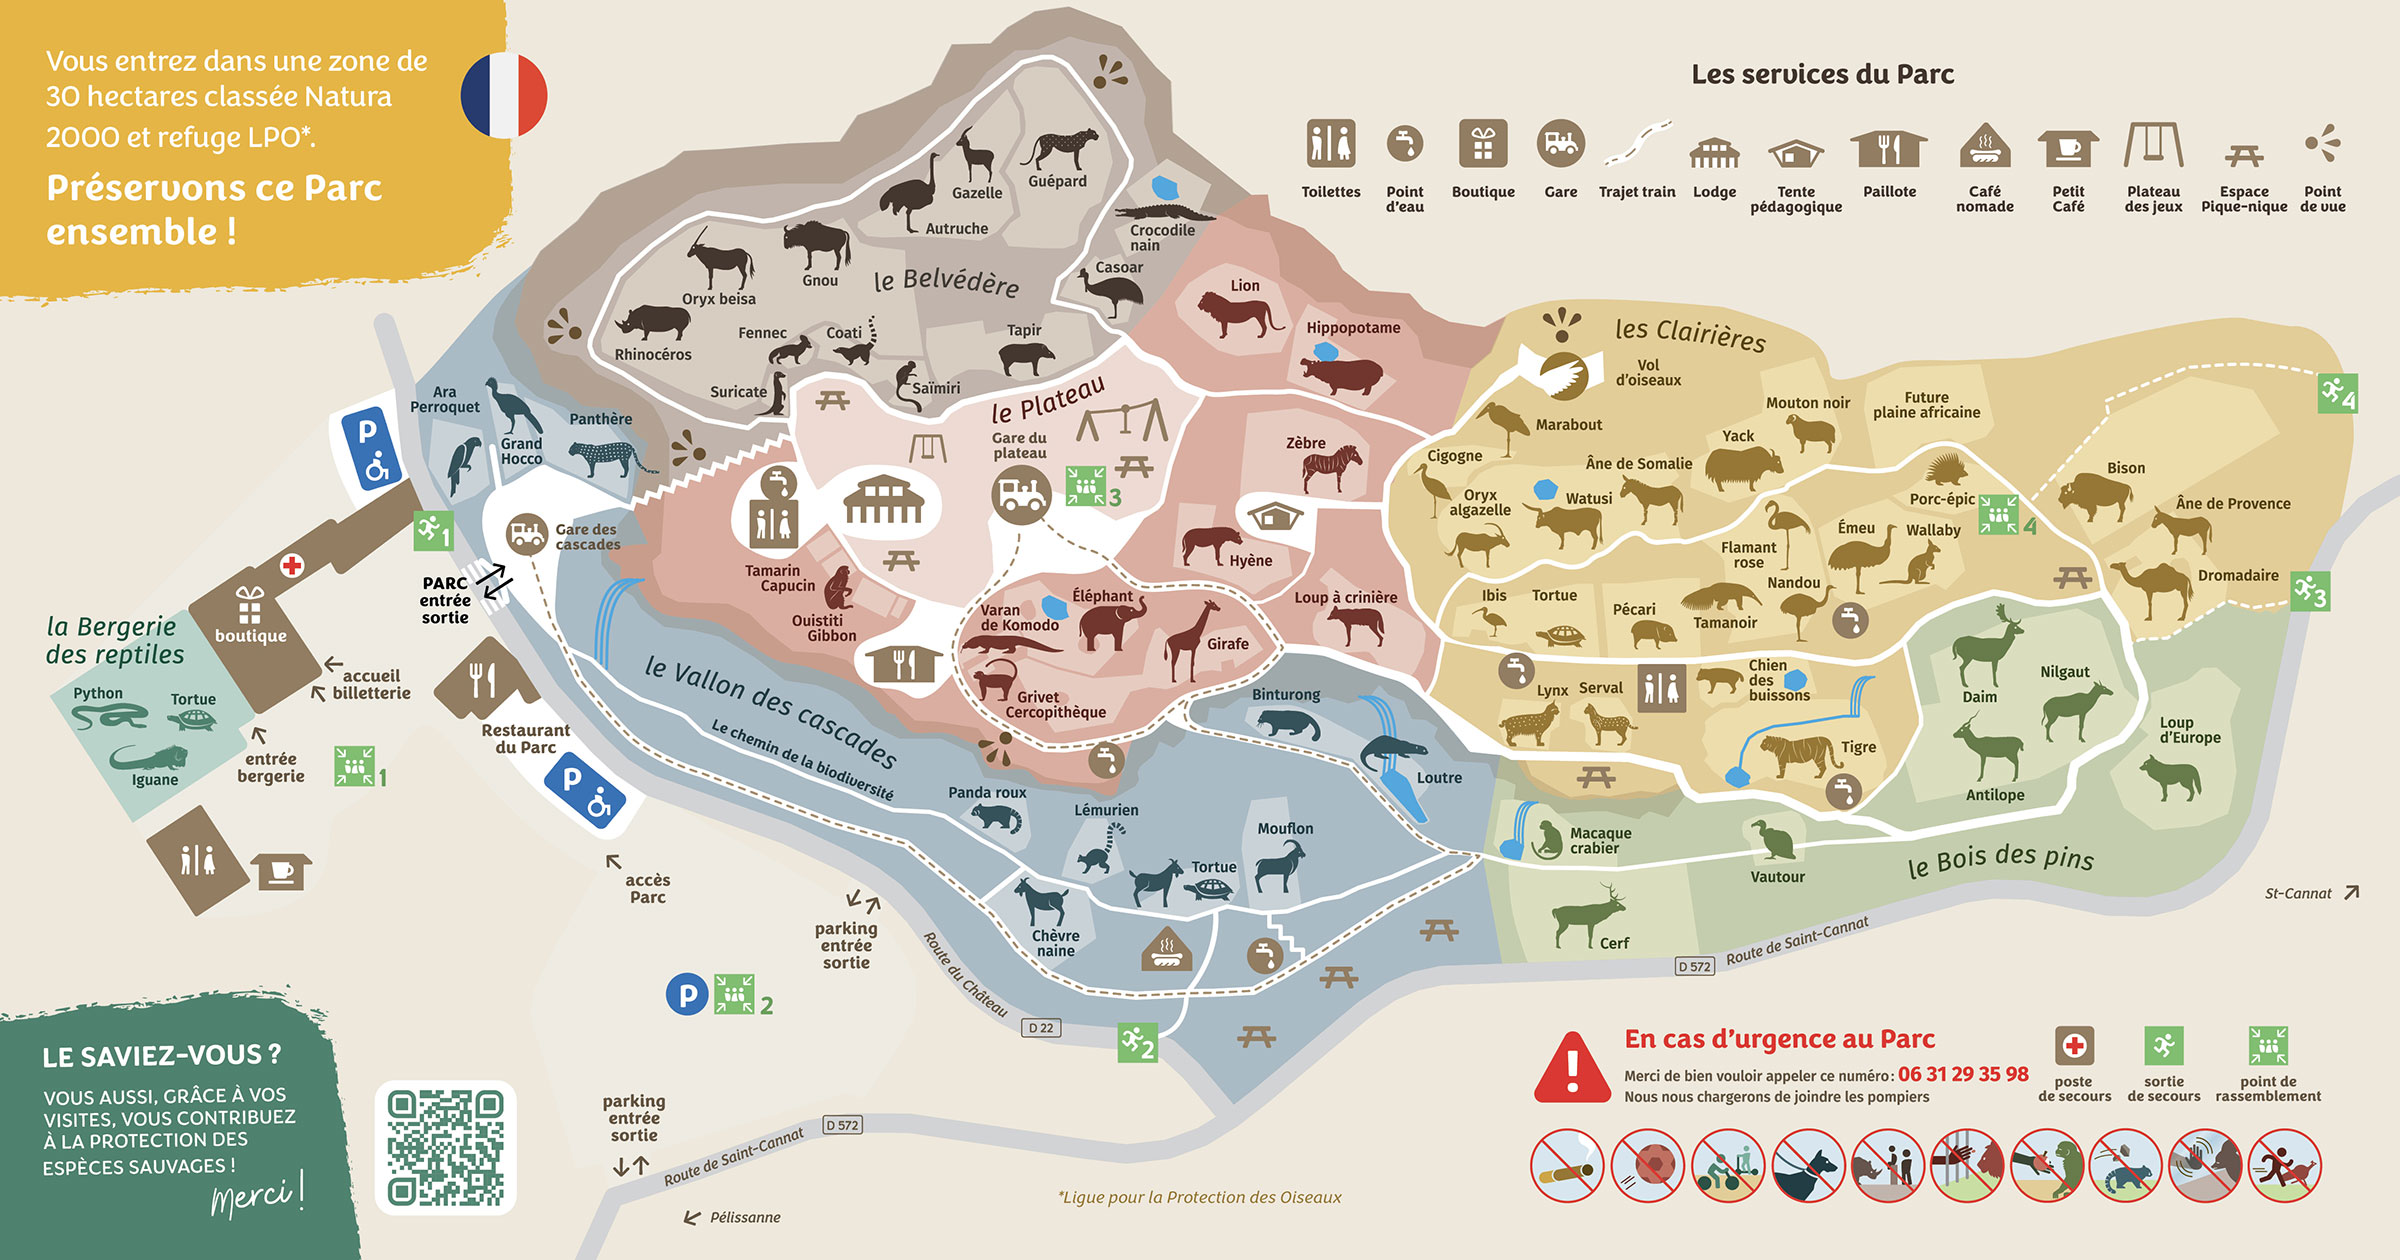 Vous entrez dans une zone de
30 hectares classée Natura
2000 et refuge LPO*.
Préservons ce Parc
ensemble !
Les services du Parc
Toilettes
Point
d'eau
Boutique
Gare
Trajet train
Lodge
Tente
pédagogique
Paillote
Café
nomade
Petit
Café
Plateau
des jeux
Espace
Pique-nique
Point
de vue
le Belvédère
Gazelle
Guépard
Autruche
Crocodile
nain
Casoar
Gnou
Oryx beisa
Rhinocéros
Fennec
Coati
Tapir
Suricate
Saïmiri
le Plateau
Gare du
plateau
3
Lion
Hippopotame
Zèbre
Hyène
Loup à crinière
Tamarin
Capucin
Ouistiti
Gibbon
Varan
de Komodo
Éléphant
Girafe
Grivet
Cercopithèque
les Clairières
Vol
d'oiseaux
Marabout
Cigogne
Oryx
algazelle
Watusi
Âne de Somalie
Yack
Mouton noir
Future
plaine africaine
Porc-épic
4
Bison
Âne de Provence
Dromadaire
4
3
Flamant
rose
Émeu
Wallaby
Nandou
Tamanoir
Pécari
Tortue
Ibis
Lynx
Serval
Chien
des
buissons
Tigre
Daim
Nilgaut
Antilope
Loup
d'Europe
Macaque
crabier
Vautour
Cerf
le Bois des pins
Ara
Perroquet
Grand
Hocco
Panthère
P
1
Gare des
cascades
PARC
entrée
sortie
le Vallon des cascades
Le chemin de la biodiversité
Binturong
Loutre
Panda roux
Lémurien
Mouflon
Tortue
Chèvre
naine
2
la Bergerie
des reptiles
Python
Tortue
Iguane
boutique
accueil
billetterie
entrée
bergerie
1
Restaurant
du Parc
P
accès
Parc
parking
entrée
sortie
P
2
Route du Château
D 22
parking
entrée
sortie
Route de Saint-Cannat
D 572
Pélissanne
D 572
Route de Saint-Cannat
St-Cannat
LE SAVIEZ-VOUS ?
VOUS AUSSI, GRÂCE À VOS
VISITES, VOUS CONTRIBUEZ
À LA PROTECTION DES
ESPÈCES SAUVAGES !
Merci !
*Ligue pour la Protection des Oiseaux
En cas d'urgence au Parc
Merci de bien vouloir appeler ce numéro : 06 31 29 35 98
Nous nous chargerons de joindre les pompiers
poste
de secours
sortie
de secours
point de
rassemblement